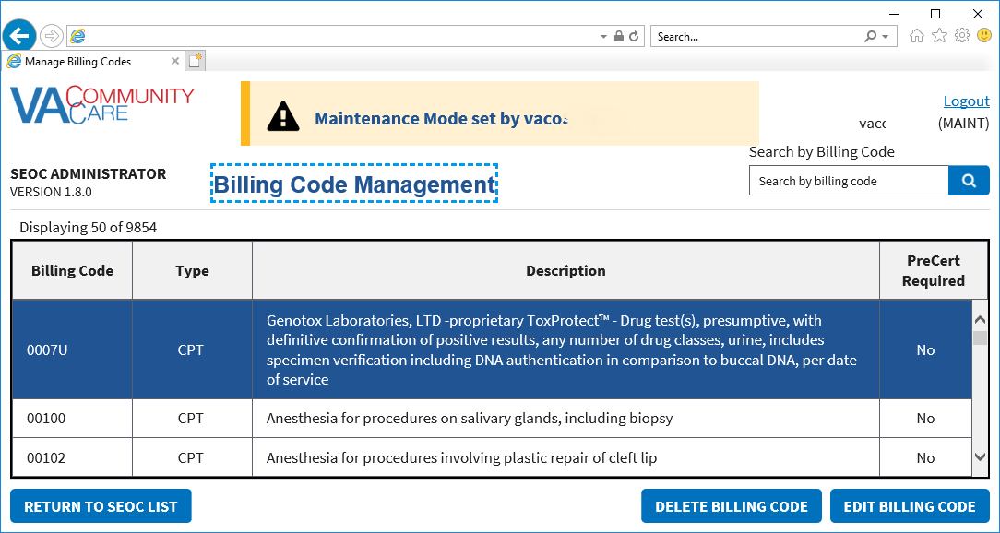 Search...
Manage Billing Codes
VA COMMUNITY CARE
Maintenance Mode set by vaco
Logout
(MAINT)
SEOC ADMINISTRATOR
VERSION 1.8.0
Billing Code Management
Search by Billing Code
Search by billing code
Displaying 50 of 9854
Billing Code Type Description PreCert Required
0007U CPT Genotox Laboratories, LTD -proprietary ToxProtect™ - Drug test(s), presumptive, with
definitive confirmation of positive results, any number of drug classes, urine, includes
specimen verification including DNA authentication in comparison to buccal DNA, per date
of service No
00100 CPT Anesthesia for procedures on salivary glands, including biopsy No
00102 CPT Anesthesia for procedures involving plastic repair of cleft lip No
RETURN TO SEOC LIST DELETE BILLING CODE EDIT BILLING CODE